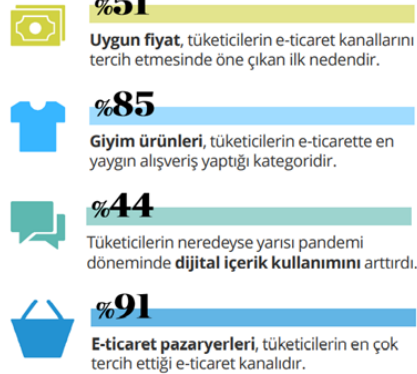 %51
Uygun fiyat, tüketicilerin e-ticaret kanallarını
tercih etmesinde öne çıkan ilk nedendir.
%85
Giyim ürünleri, tüketicilerin e-ticarette en
yaygın alışveriş yaptığı kategoridir.
%44
Tüketicilerin neredeyse yarısı pandemi
döneminde dijital içerik kullanımını arttırdı.
%91
E-ticaret pazaryerleri, tüketicilerin en çok
tercih ettiği e-ticaret kanalıdır.